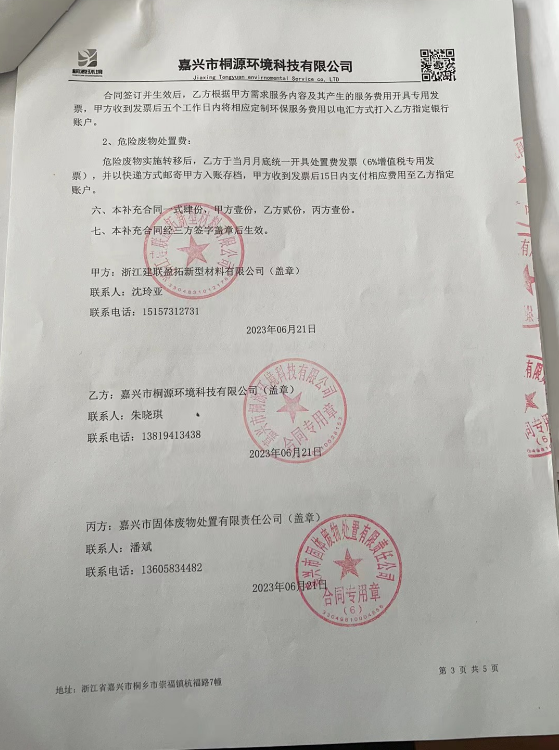 桐源环境
嘉兴市桐源环境科技有限公司
Jiaxing Tongyuan envirnomental Service co, LTD
合同签订并生效后，乙方根据甲方需求服务内容及其产生的服务费用开具专用发
票，甲方收到发票后五个工作日内将相应定制环保服务费用以电汇方式打入乙方指定银行
账户。
2、危险废物处置费：
危险废物实施转移后，乙方于当月月底统一开具处置费发票（6%增值税专用发
票），并以快递方式邮寄甲方入账存档，甲方收到发票后15日内支付相应费用至乙方指定
账户。
六、本补充合同一式肆份，甲方壹份，乙方贰份，丙方壹份。
七、本补充合同经三方签字盖章后生效。
甲方：浙江建联盈拓新型材料有限公司（盖章）
联系人：沈玲亚
联系电话：15157312731
2023年06月21日
乙方：嘉兴市桐源环境科技有限公司（盖章）
联系人：朱晓琪
联系电话：13819413438
2023年06月21日
嘉兴市桐源环境科技有限公司
合同专用章
丙方：嘉兴市固体废物处置有限责任公司（盖章）
联系人：潘斌
联系电话：13605834482
2023年06月21日
嘉兴市固体废物处置有限责任公司
合同专用章
（6）
第 3 页 共 5 页
地址：浙江省嘉兴市桐乡市崇福镇杭福路7幢